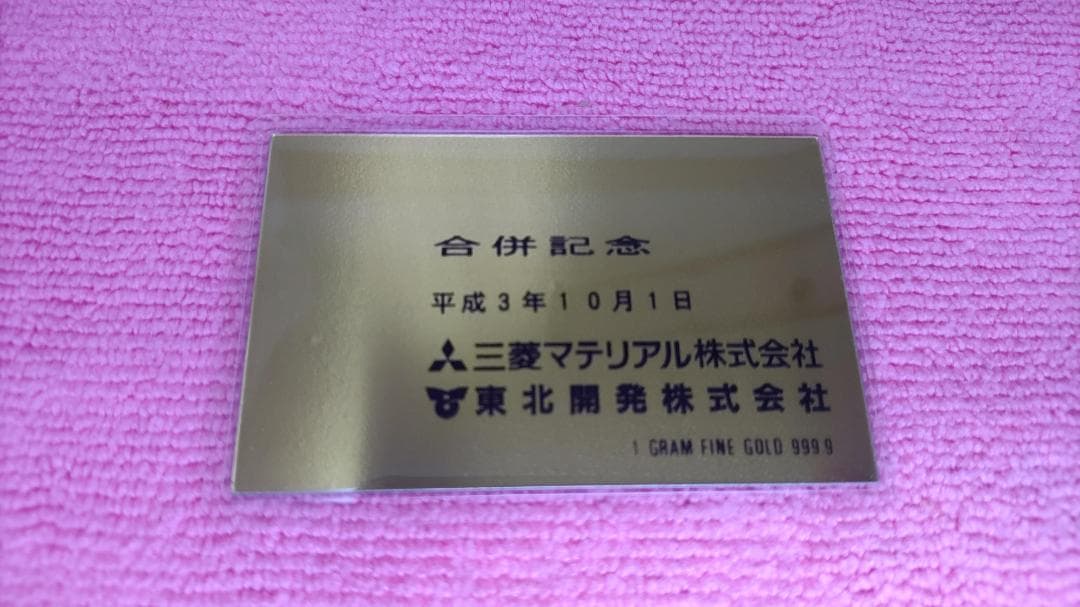 合併記念
平成3年10月1日
三菱マテリアル株式会社
東北開発株式会社
1 GRAM FINE GOLD 999.9